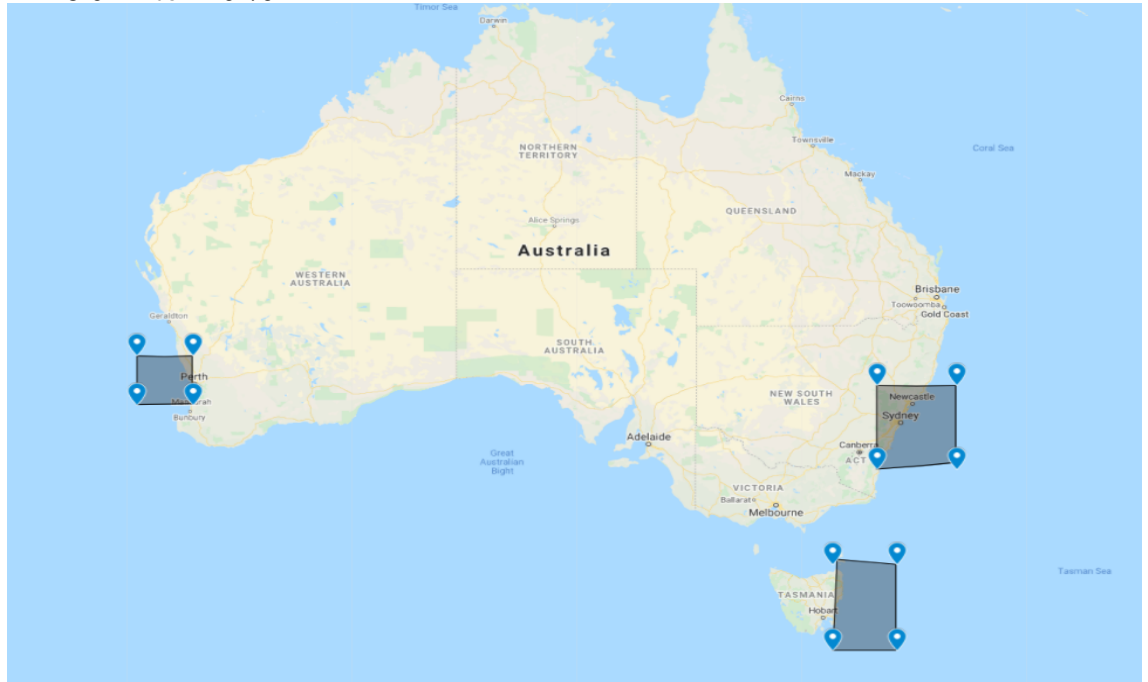 Timor Sea
Darwin
Cairns
Townsville
Coral Sea
NORTHERN
TERRITORY
Mackay
QUEENSLAND
Alice Springs
Australia
WESTERN
AUSTRALIA
Brisbane
Toowoomba
Gold Coast
Geraldton
SOUTH
AUSTRALIA
Perth
NEW SOUTH
WALES
Newcastle
Bunbury
Sydney
Adelaide
Canberra
ACT
Great
Australian
Bight
VICTORIA
Ballarat
Melbourne
Tasman Sea
TASMANIA
Hobart